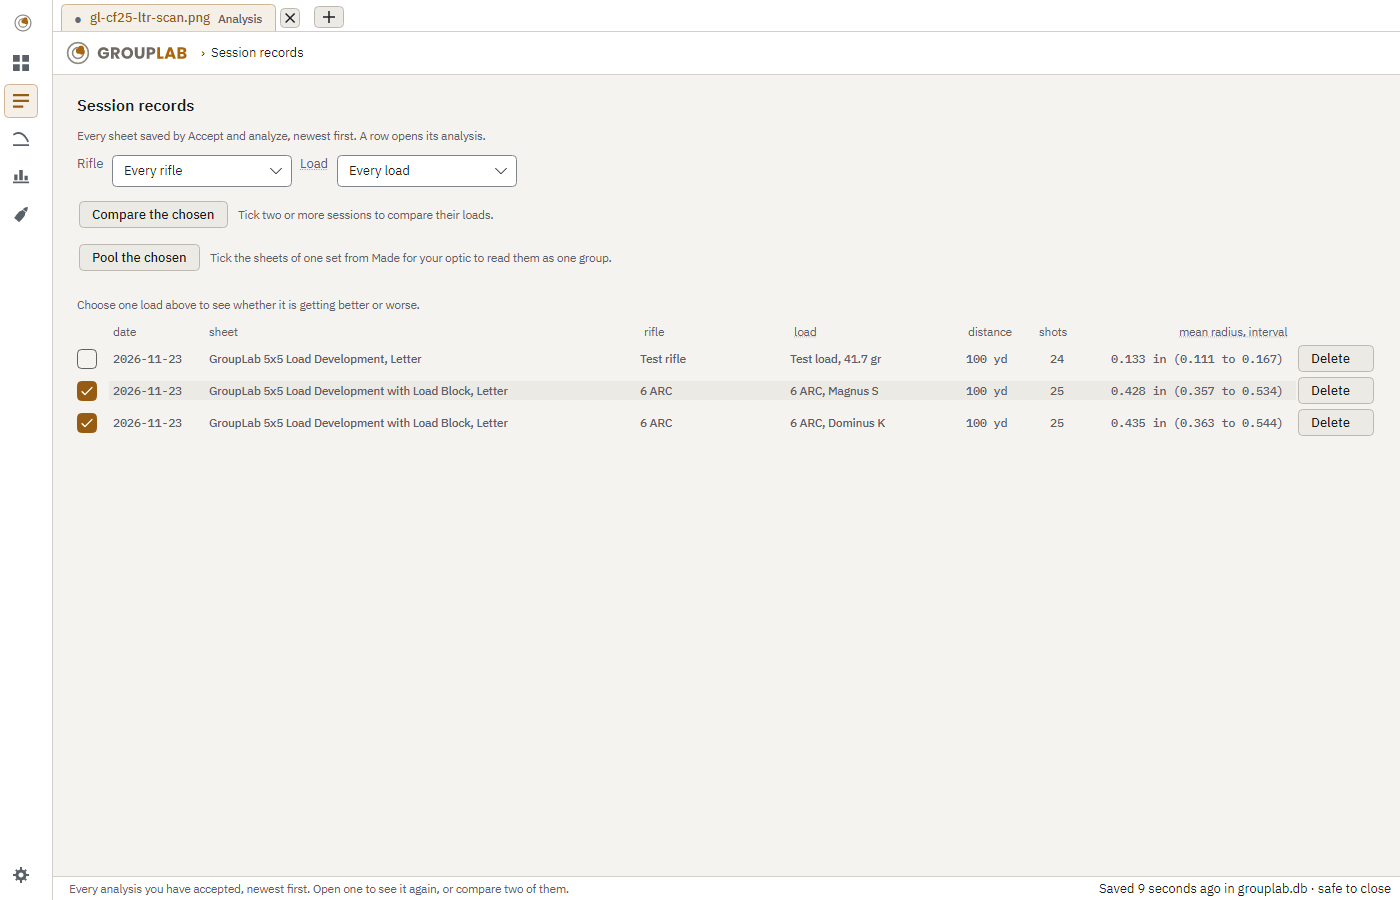 gl-cf25-ltr-scan.png Analysis
GROUPLAB › Session records
Session records
Every sheet saved by Accept and analyze, newest first. A row opens its analysis.
Rifle Every rifle Load Every load
Compare the chosen Tick two or more sessions to compare their loads.
Pool the chosen Tick the sheets of one set from Made for your optic to read them as one group.
Choose one load above to see whether it is getting better or worse.
date sheet rifle load distance shots mean radius, interval
2026-11-23 GroupLab 5x5 Load Development, Letter Test rifle Test load, 41.7 gr 100 yd 24 0.133 in (0.111 to 0.167) Delete
2026-11-23 GroupLab 5x5 Load Development with Load Block, Letter 6 ARC 6 ARC, Magnus S 100 yd 25 0.428 in (0.357 to 0.534) Delete
2026-11-23 GroupLab 5x5 Load Development with Load Block, Letter 6 ARC 6 ARC, Dominus K 100 yd 25 0.435 in (0.363 to 0.544) Delete
Every analysis you have accepted, newest first. Open one to see it again, or compare two of them. Saved 9 seconds ago in grouplab.db · safe to close